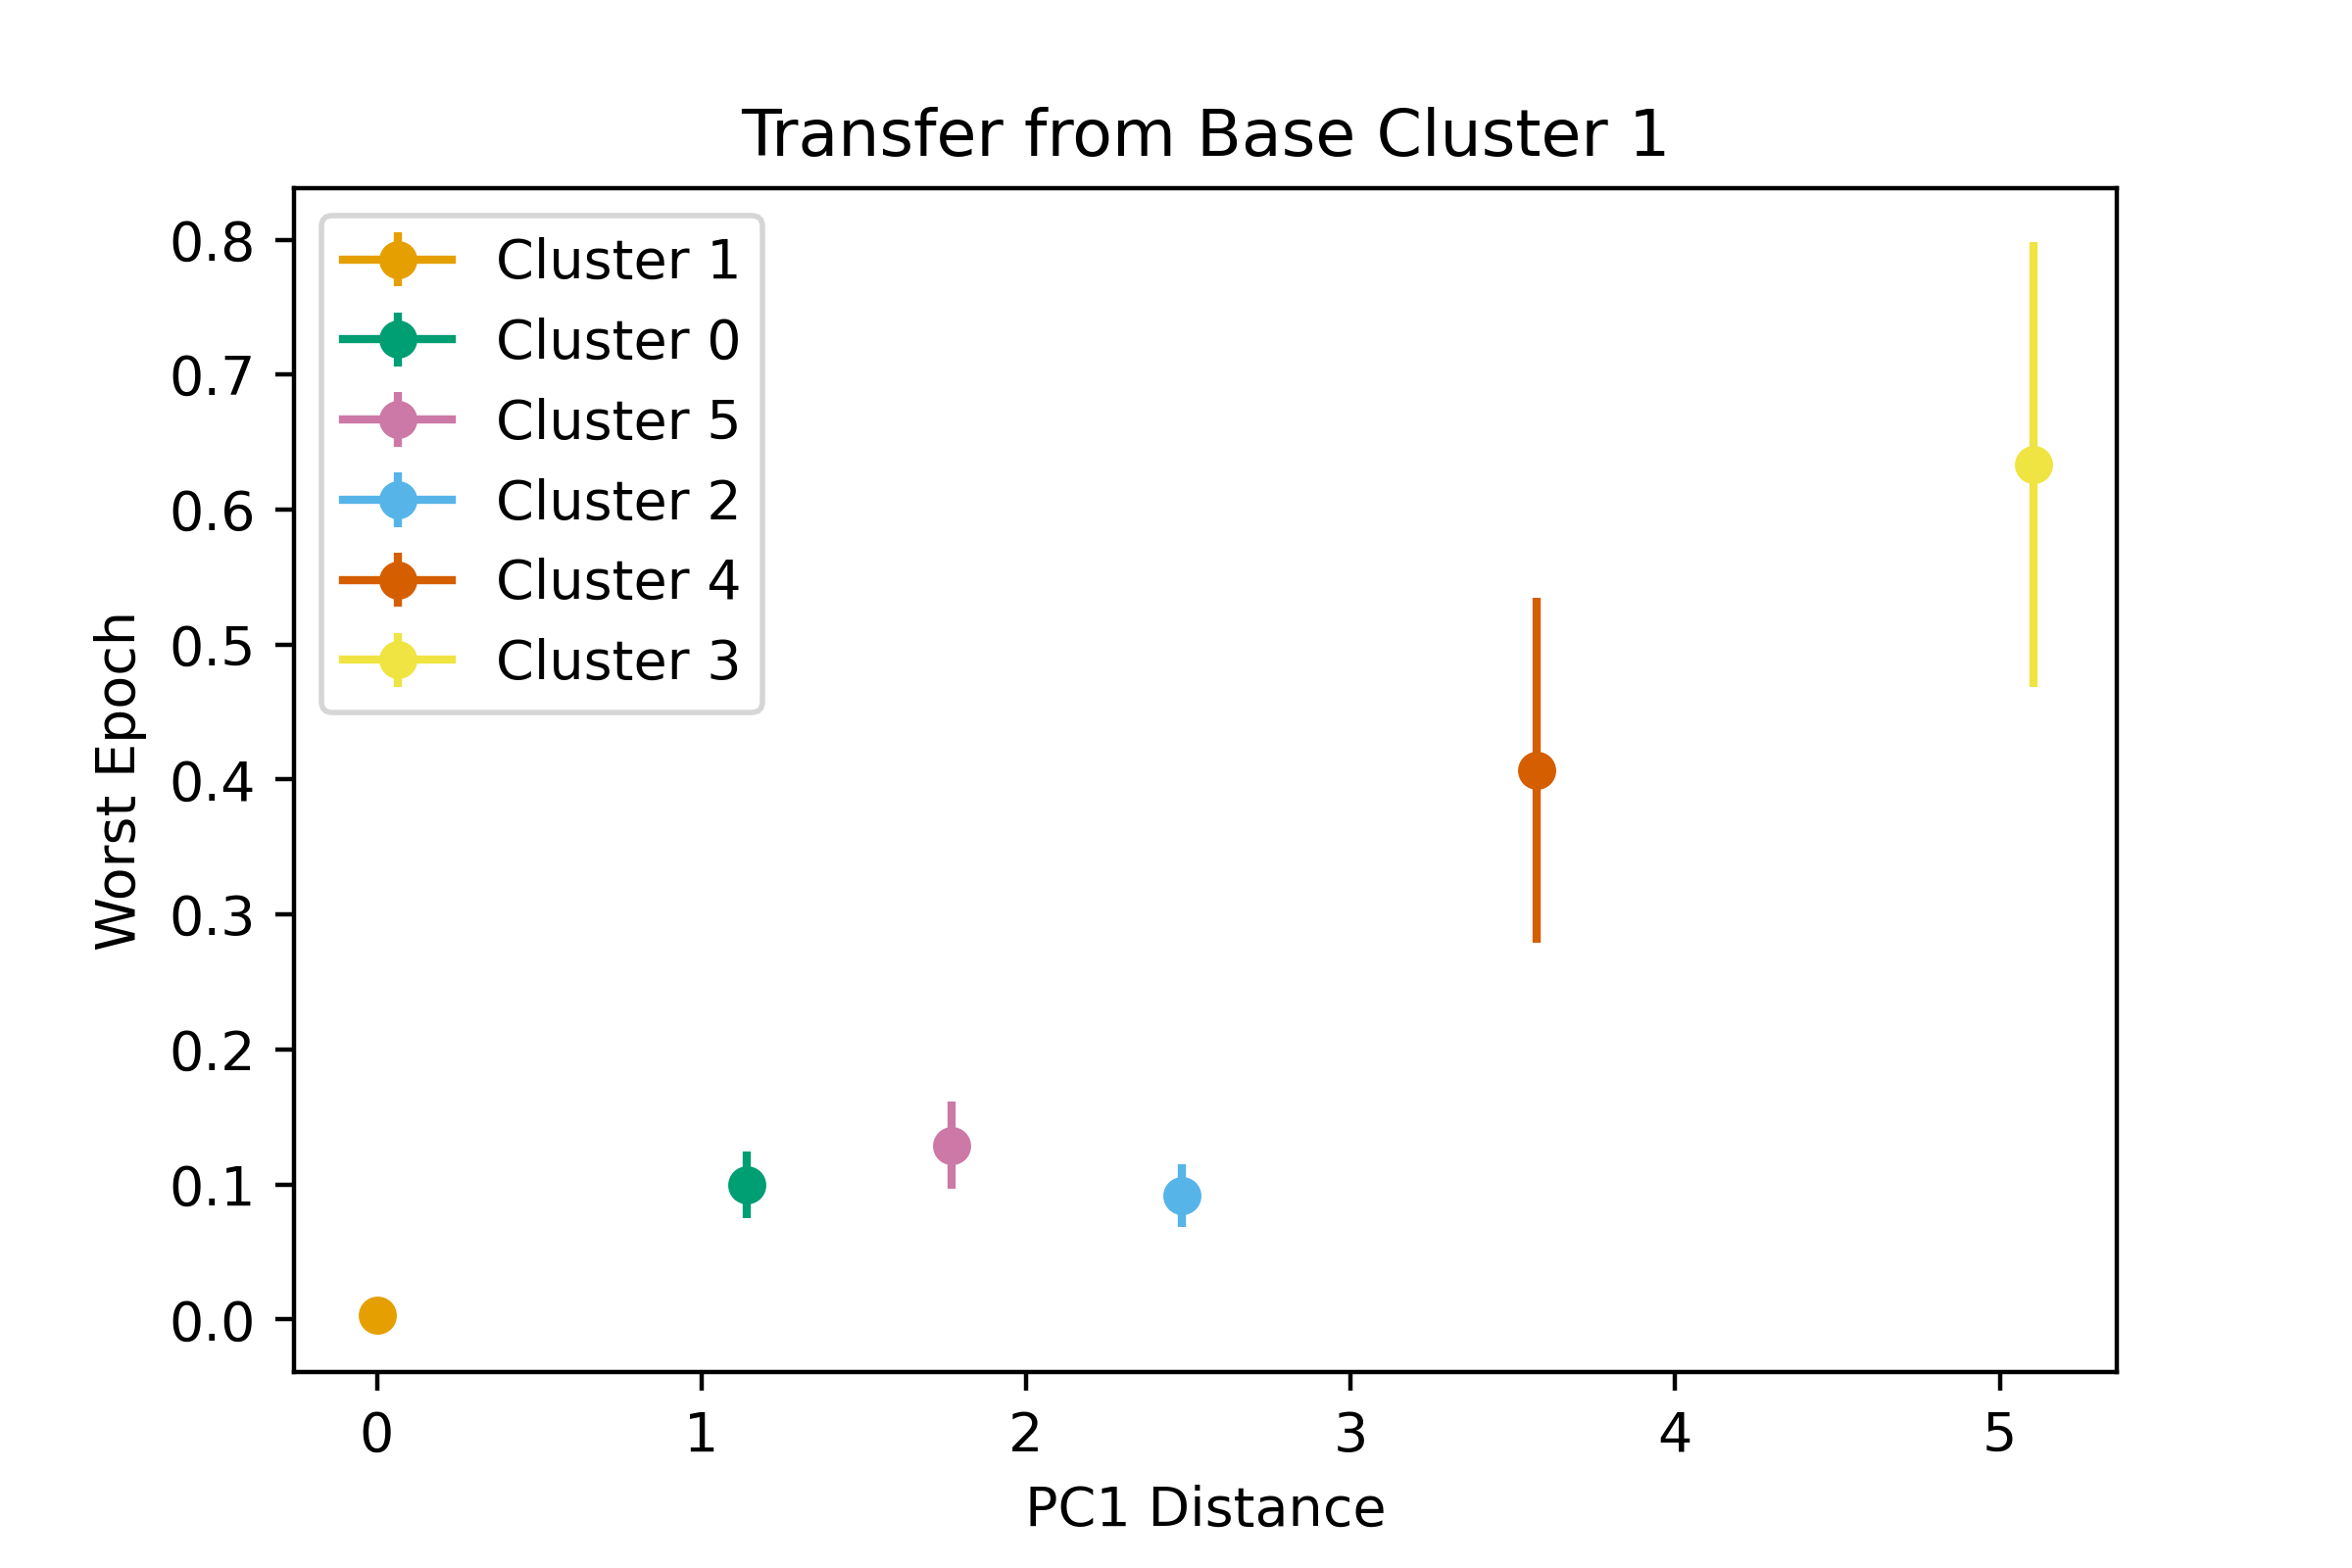 Transfer from Base Cluster 1
Cluster 1
Cluster 0
Cluster 5
Cluster 2
Cluster 4
Cluster 3
0.8
0.7
0.6
0.5
0.4
0.3
0.2
0.1
0.0
Worst Epoch
0 1 2 3 4 5
PC1 Distance